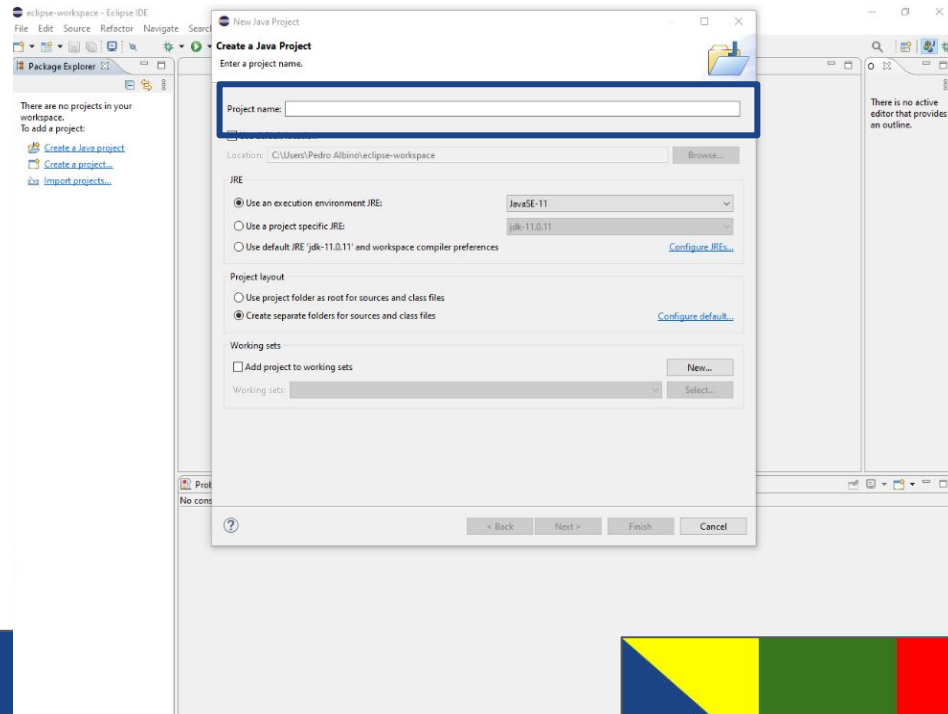 eclipse-workspace - Eclipse IDE
File Edit Source Refactor Navigate Searc
Package Explorer
There are no projects in your
workspace.
To add a project:
Create a Java project
Create a project...
Import projects...
New Java Project
Create a Java Project
Enter a project name.
Project name:
Use default location
Location: C:\Users\Pedro Albino\eclipse-workspace Browse...
JRE
Use an execution environment JRE: JavaSE-11
Use a project specific JRE: jdk-11.0.11
Use default JRE 'jdk-11.0.11' and workspace compiler preferences Configure JREs...
Project layout
Use project folder as root for sources and class files
Create separate folders for sources and class files Configure default...
Working sets
Add project to working sets New...
Working sets: Select...
< Back Next > Finish Cancel
O
There is no active
editor that provides
an outline.
Prob
No cons